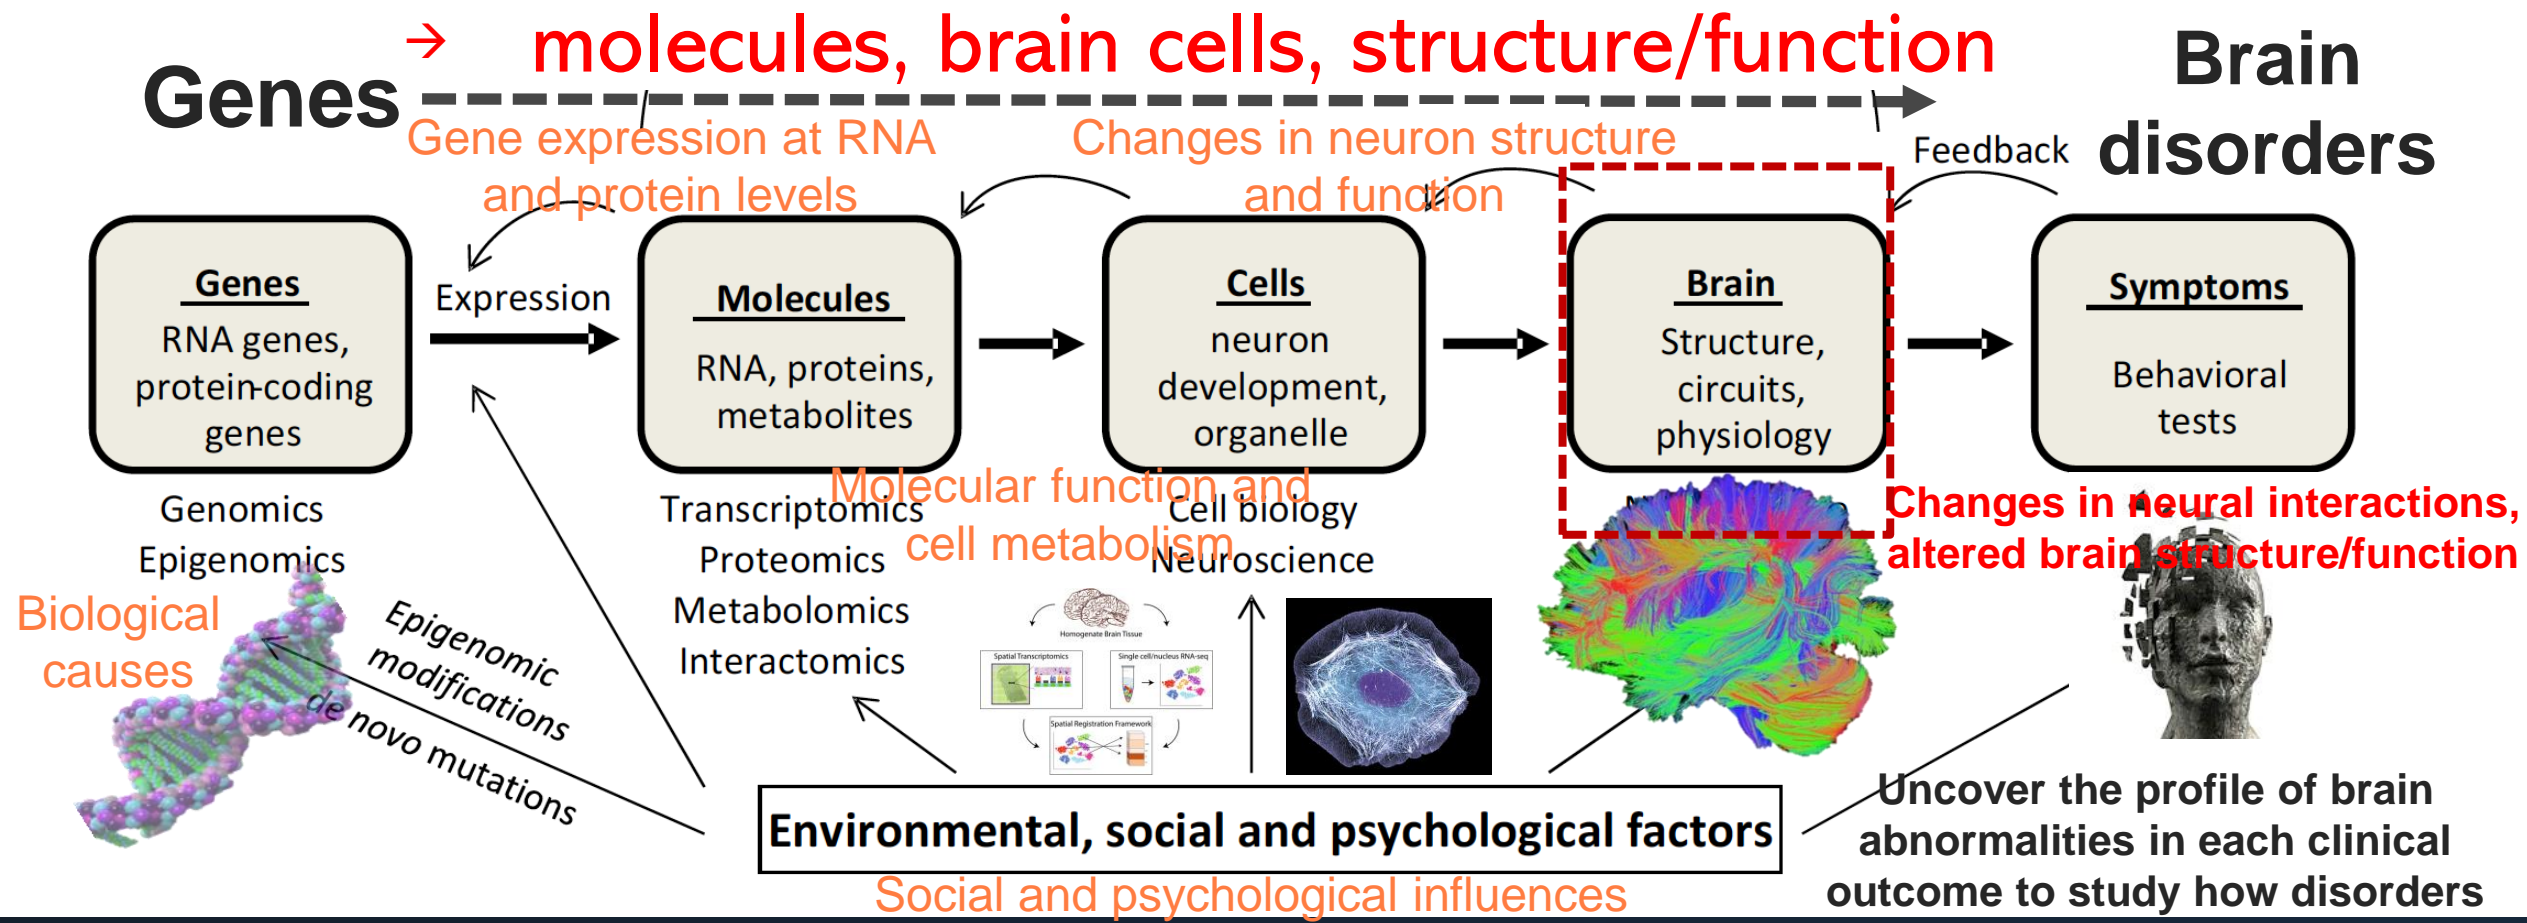 → molecules, brain cells, structure/function
Genes
Brain
disorders
Gene expression at RNA
and protein levels
Changes in neuron structure
and function
Feedback
Genes
RNA genes,
protein-coding
genes
Expression
Molecules
RNA, proteins,
metabolites
Cells
neuron
development,
organelle
Brain
Structure,
circuits,
physiology
Symptoms
Behavioral
tests
Genomics
Epigenomics
Transcriptomics
Proteomics
Metabolomics
Interactomics
Molecular function and
cell metabolism
Cell biology
Neuroscience
Changes in neural interactions,
altered brain structure/function
Biological
causes
Epigenomic
modifications
de novo mutations
Homogenate Brain Tissue
Spatial Transcriptomics
Single cell/nucleus RNA-seq
Spatial Registration Framework
Environmental, social and psychological factors
Social and psychological influences
Uncover the profile of brain
abnormalities in each clinical
outcome to study how disorders